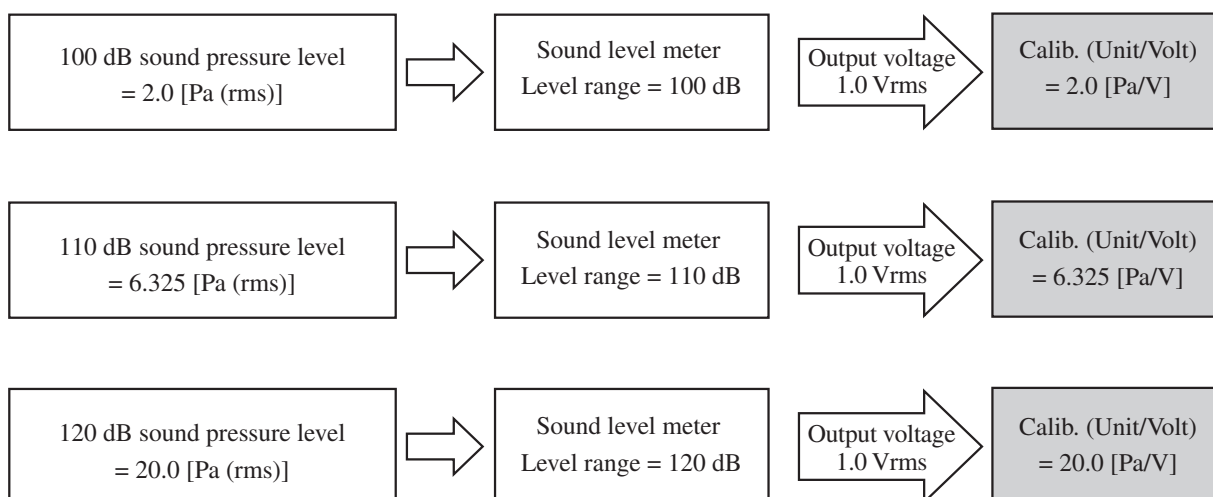 100 dB sound pressure level
= 2.0 [Pa (rms)]
Sound level meter
Level range = 100 dB
Output voltage
1.0 Vrms
Calib. (Unit/Volt)
= 2.0 [Pa/V]
110 dB sound pressure level
= 6.325 [Pa (rms)]
Sound level meter
Level range = 110 dB
Output voltage
1.0 Vrms
Calib. (Unit/Volt)
= 6.325 [Pa/V]
120 dB sound pressure level
= 20.0 [Pa (rms)]
Sound level meter
Level range = 120 dB
Output voltage
1.0 Vrms
Calib. (Unit/Volt)
= 20.0 [Pa/V]